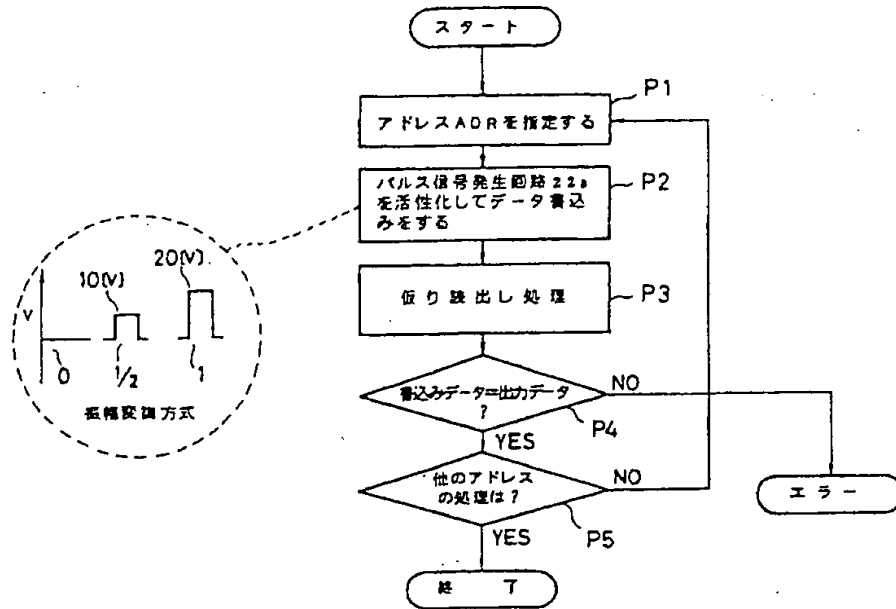 スタート
P1
アドレスADRを指定する
パルス信号発生回路22a
を活性化してデータ書込
みをする
P2
仮り読出し処理
P3
書込みデータ=出力データ
?
NO
P4
YES
他のアドレス
の処理は?
NO
P5
YES
エラー
終了
V
10(V)
20(V)
0
1/2
1
振幅変調方式